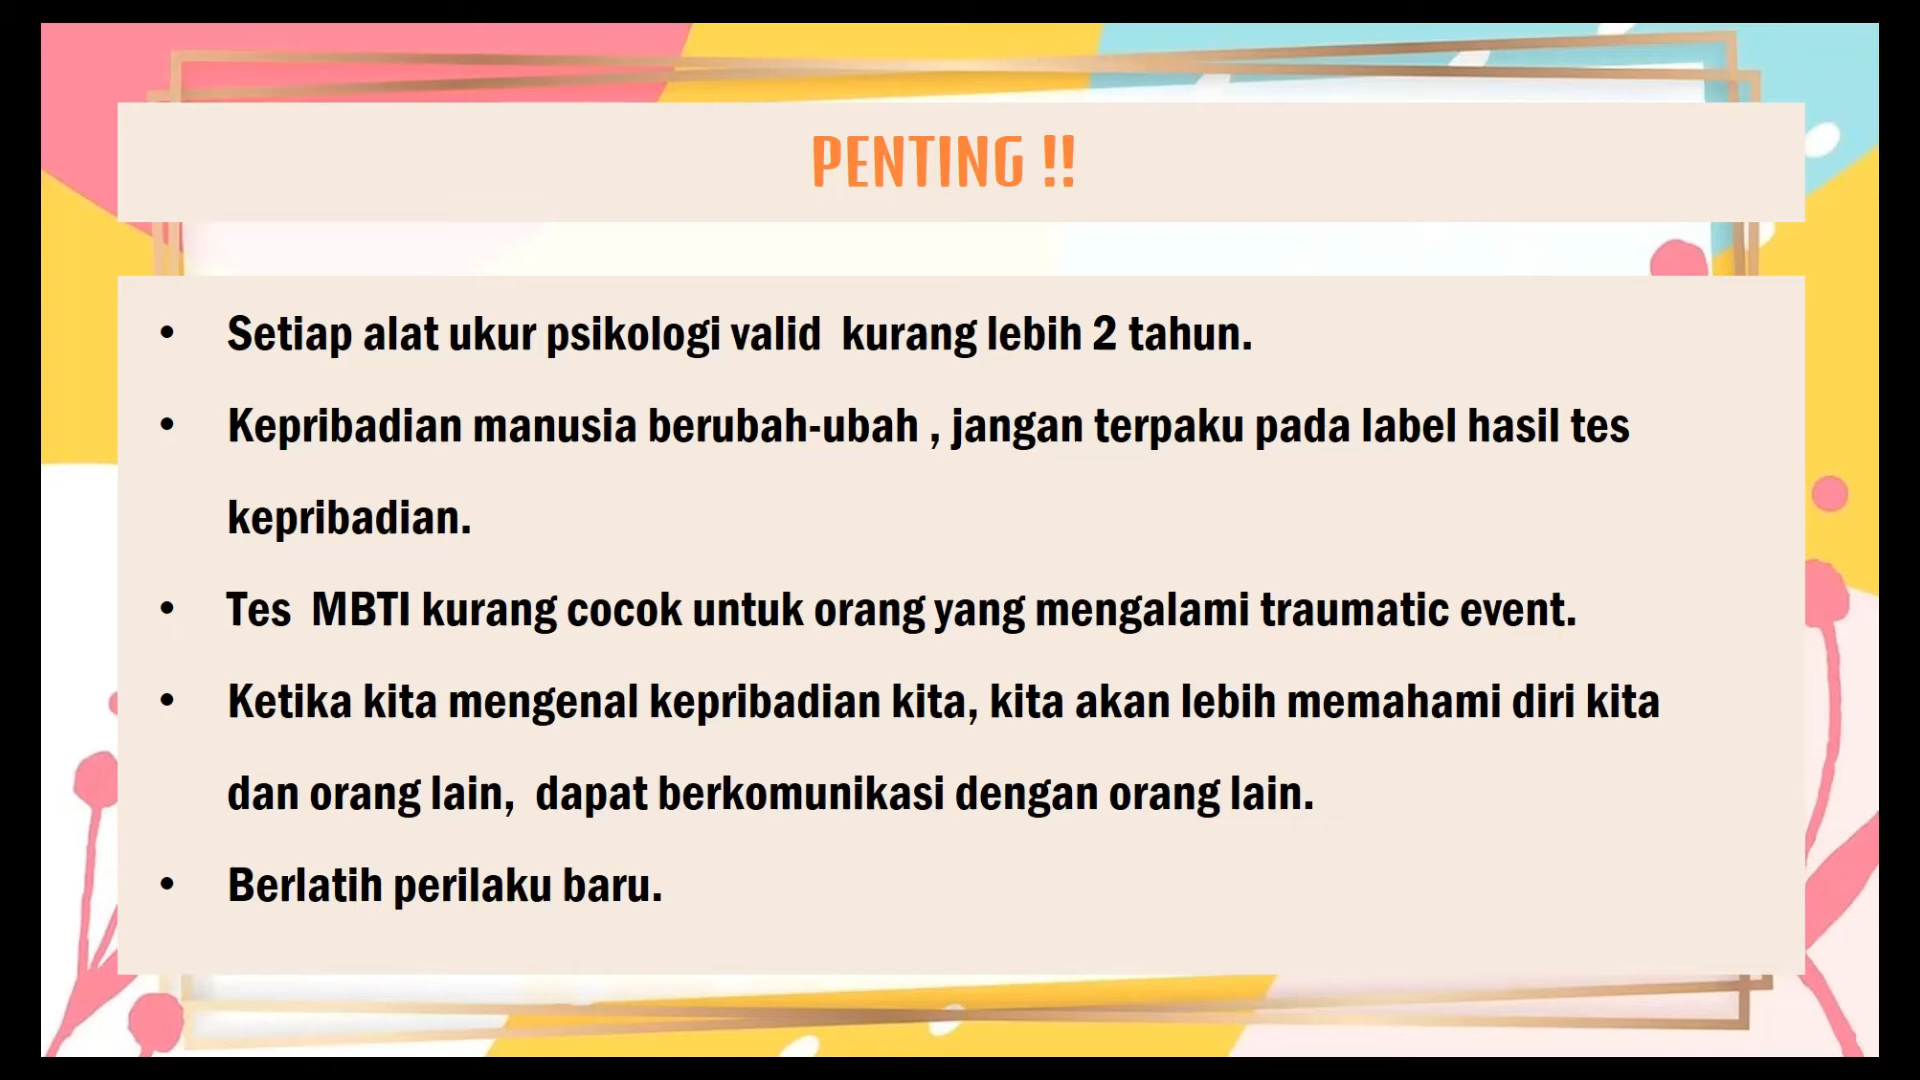 PENTING !!
• Setiap alat ukur psikologi valid  kurang lebih 2 tahun.
• Kepribadian manusia berubah-ubah , jangan terpaku pada label hasil tes
kepribadian.
• Tes  MBTI kurang cocok untuk orang yang mengalami traumatic event.
• Ketika kita mengenal kepribadian kita, kita akan lebih memahami diri kita
dan orang lain,  dapat berkomunikasi dengan orang lain.
• Berlatih perilaku baru.